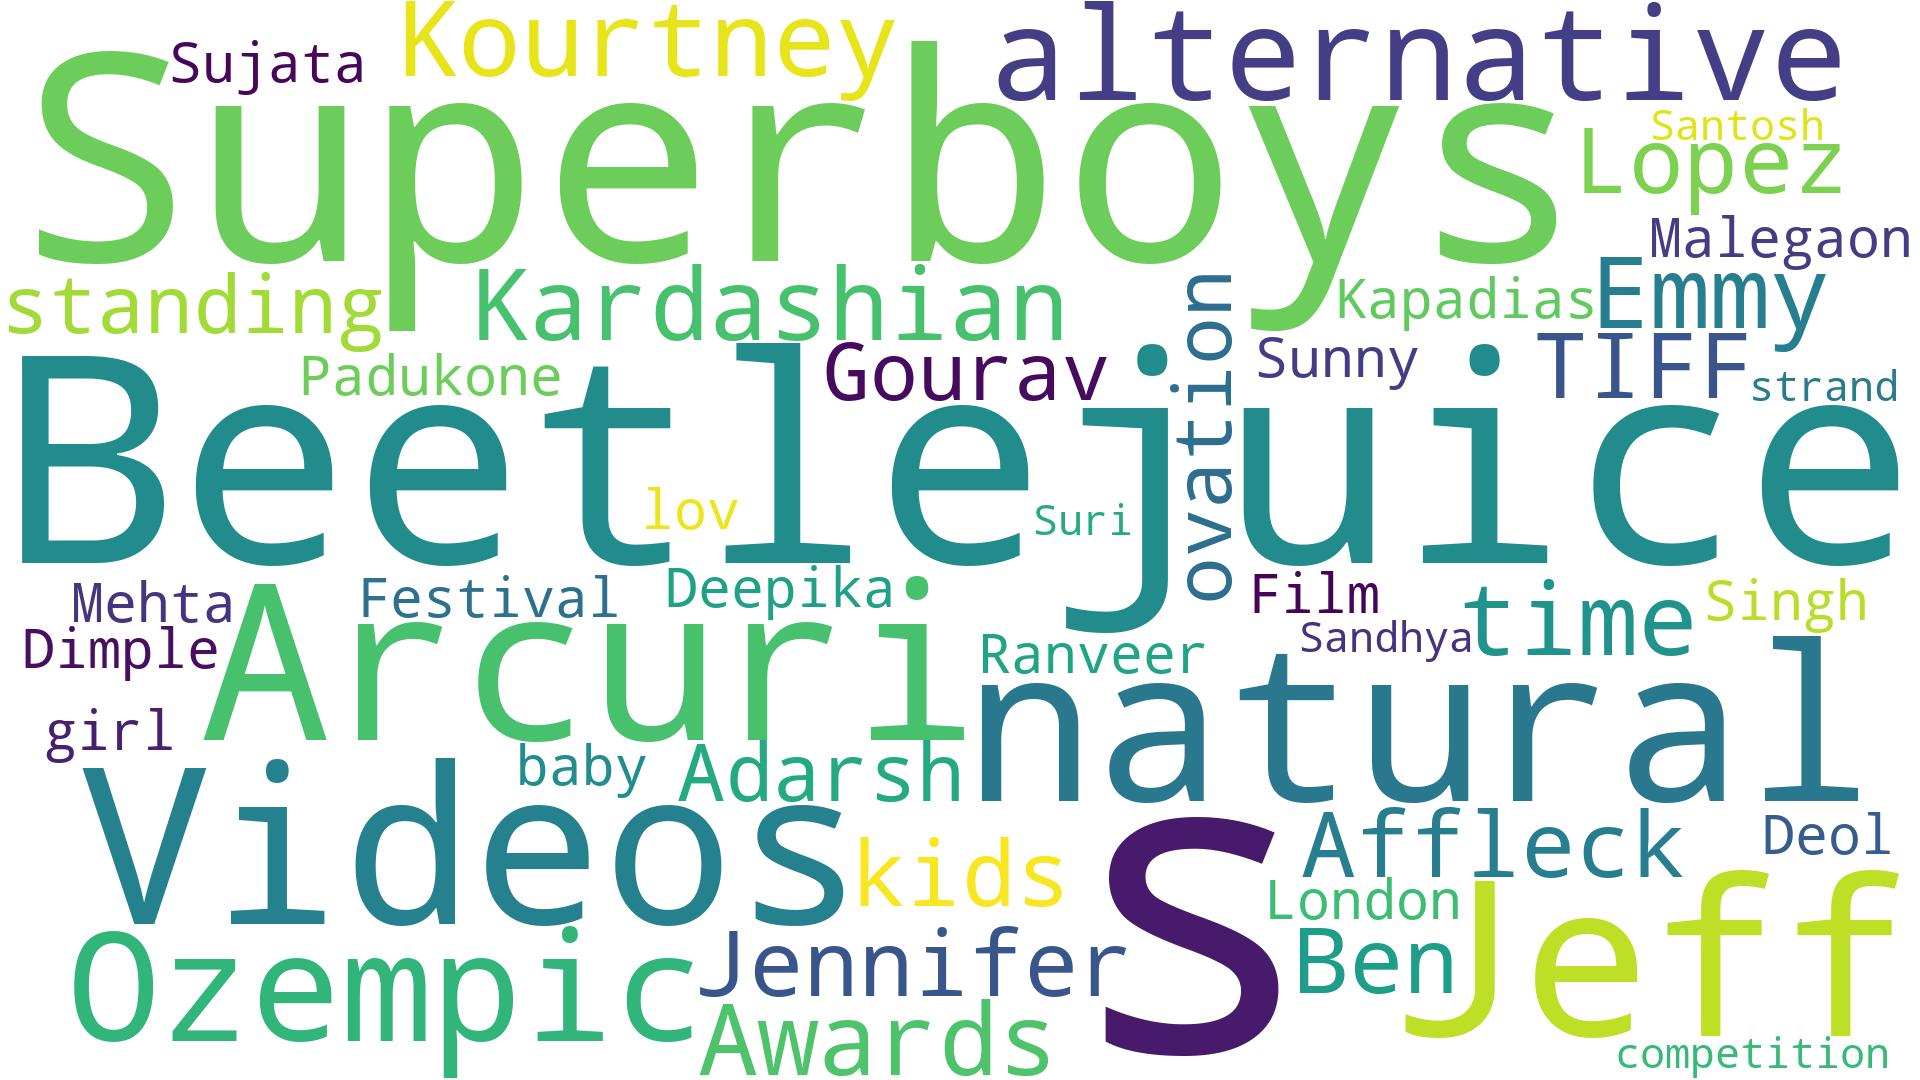 Sujata
Kourtney
alternative
Superboys
Santosh
Lopez
Malegaon
standing
Kardashian
Kapadias
Emmy
ovation
Padukone
Gourav
Sunny
TIFF
strand
Beetlejuice
lov
Suri
Mehta
Festival
Deepika
Film
time
Singh
Dimple
Arcuri
Ranveer
Sandhya
natural
girl
baby
Adarsh
Videos
kids
S
Affleck
Deol
London
Jeff
Ozempic
Jennifer
Ben
Awards
competition